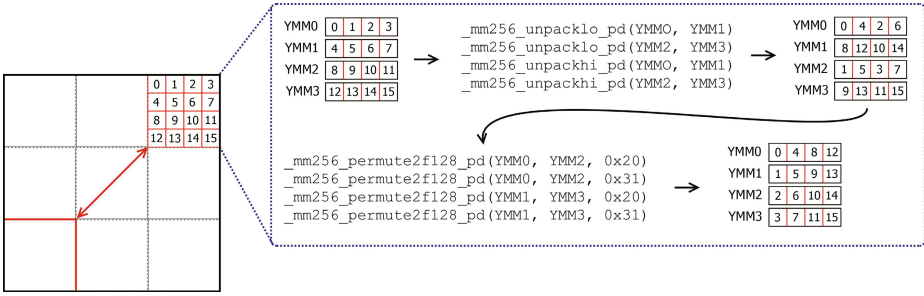 0 1 2 3
4 5 6 7
8 9 10 11
12 13 14 15
YMM0 0 1 2 3
YMM1 4 5 6 7
YMM2 8 9 10 11
YMM3 12 13 14 15
_mm256_unpacklo_pd(YMMO, YMM1)
_mm256_unpacklo_pd(YMM2, YMM3)
_mm256_unpackhi_pd(YMMO, YMM1)
_mm256_unpackhi_pd(YMM2, YMM3)
YMM0 0 4 2 6
YMM1 8 12 10 14
YMM2 1 5 3 7
YMM3 9 13 11 15
_mm256_permute2f128_pd(YMM0, YMM2, 0x20)
_mm256_permute2f128_pd(YMM0, YMM2, 0x31)
_mm256_permute2f128_pd(YMM1, YMM3, 0x20)
_mm256_permute2f128_pd(YMM1, YMM3, 0x31)
YMM0 0 4 8 12
YMM1 1 5 9 13
YMM2 2 6 10 14
YMM3 3 7 11 15